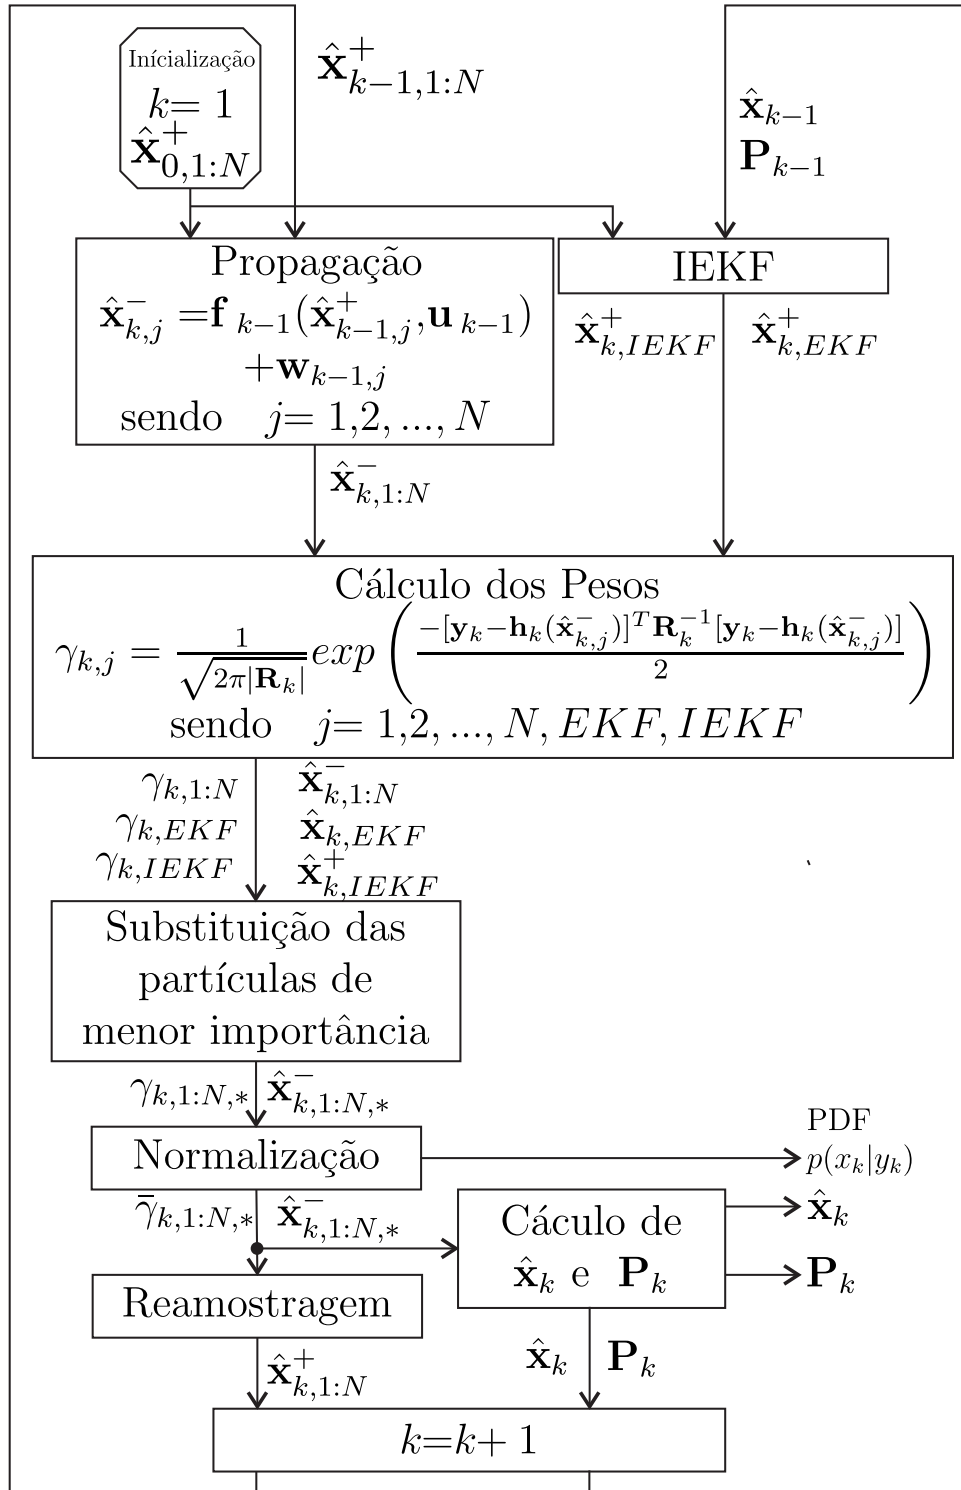 Inícialização
k= 1
x̂⁺₀,₁:N
x̂⁺ₖ₋₁,₁:N
x̂ₖ₋₁
Pₖ₋₁
Propagação
x̂⁻ₖ,ⱼ =f ₖ₋₁(x̂⁺ₖ₋₁,ⱼ,u ₖ₋₁)
+wₖ₋₁,ⱼ
sendo j= 1,2, ..., N
IEKF
x̂⁺ₖ,IEKF x̂⁺ₖ,EKF
x̂⁻ₖ,₁:N
Cálculo dos Pesos
γₖ,ⱼ = 1/√(2π|Rₖ|) exp (−[yₖ−hₖ(x̂⁻ₖ,ⱼ)]ᵀRₖ⁻¹[yₖ−hₖ(x̂⁻ₖ,ⱼ)]/2)
sendo j= 1,2, ..., N, EKF, IEKF
γₖ,₁:N x̂⁻ₖ,₁:N
γₖ,EKF x̂ₖ,EKF
γₖ,IEKF x̂⁺ₖ,IEKF
Substituição das
partículas de
menor importância
γₖ,₁:N,* x̂⁻ₖ,₁:N,*
Normalização
PDF
p(xₖ|yₖ)
γ̄ₖ,₁:N,* x̂⁻ₖ,₁:N,*
Cáculo de
x̂ₖ e Pₖ
x̂ₖ
Pₖ
Reamostragem
x̂⁺ₖ,₁:N
x̂ₖ Pₖ
k=k+ 1